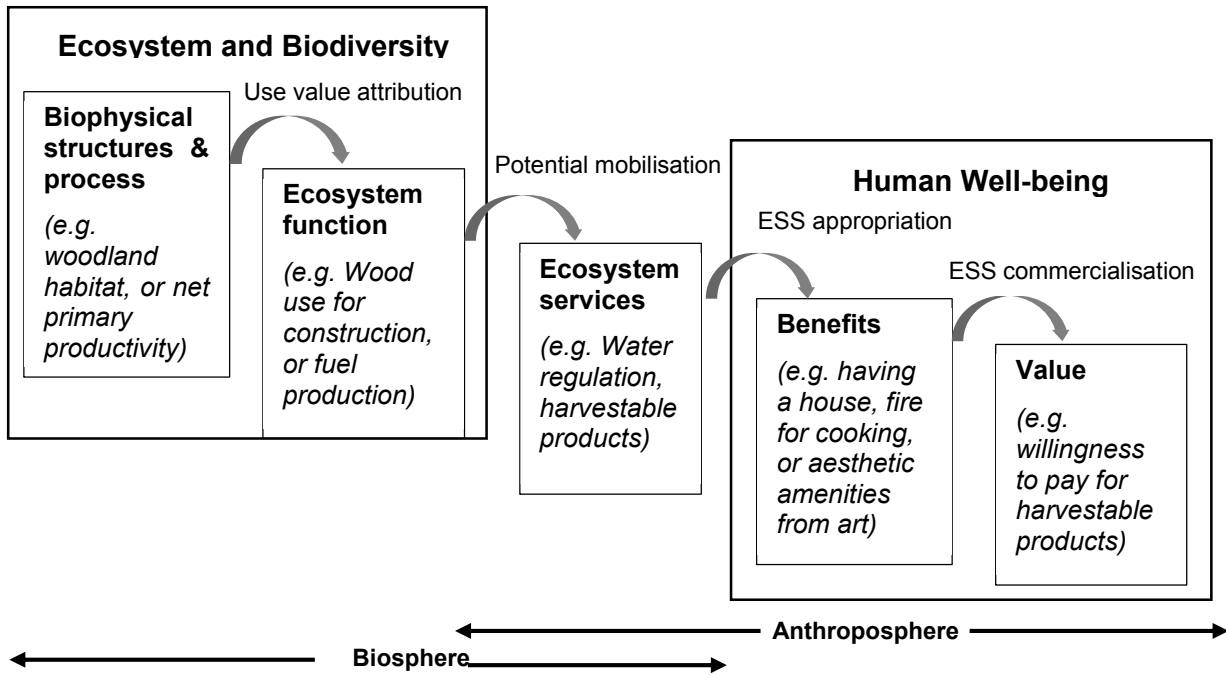 Ecosystem and Biodiversity
Use value attribution
Biophysical
structures &
process
(e.g.
woodland
habitat, or net
primary
productivity)
Ecosystem
function
(e.g. Wood
use for
construction,
or fuel
production)
Potential mobilisation
Ecosystem
services
(e.g. Water
regulation,
harvestable
products)
Human Well-being
ESS appropriation
ESS commercialisation
Benefits
(e.g. having
a house, fire
for cooking,
or aesthetic
amenities
from art)
Value
(e.g.
willingness
to pay for
harvestable
products)
Anthroposphere
Biosphere